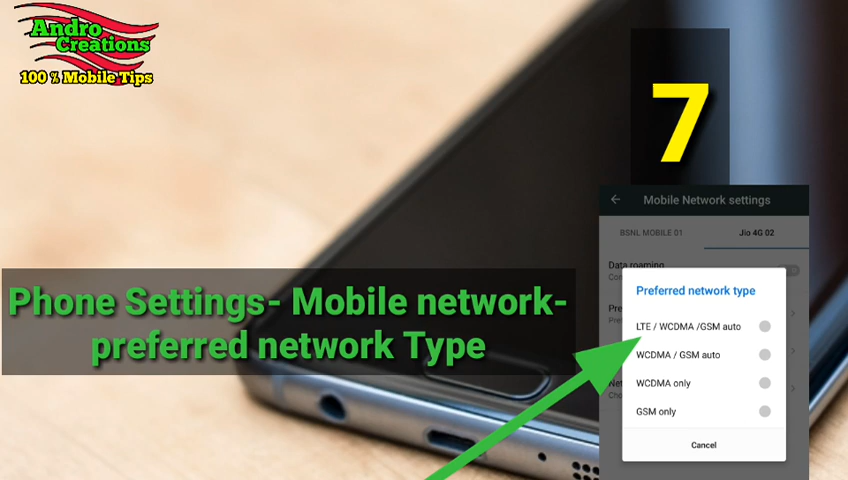 Andro
Creations
100 % Mobile Tips
7
Mobile Network settings
BSNL MOBILE 01
Jio 4G 02
Data roaming
Preferred network type
LTE / WCDMA /GSM auto
WCDMA / GSM auto
WCDMA only
GSM only
Cancel
Phone Settings- Mobile network-
preferred network Type